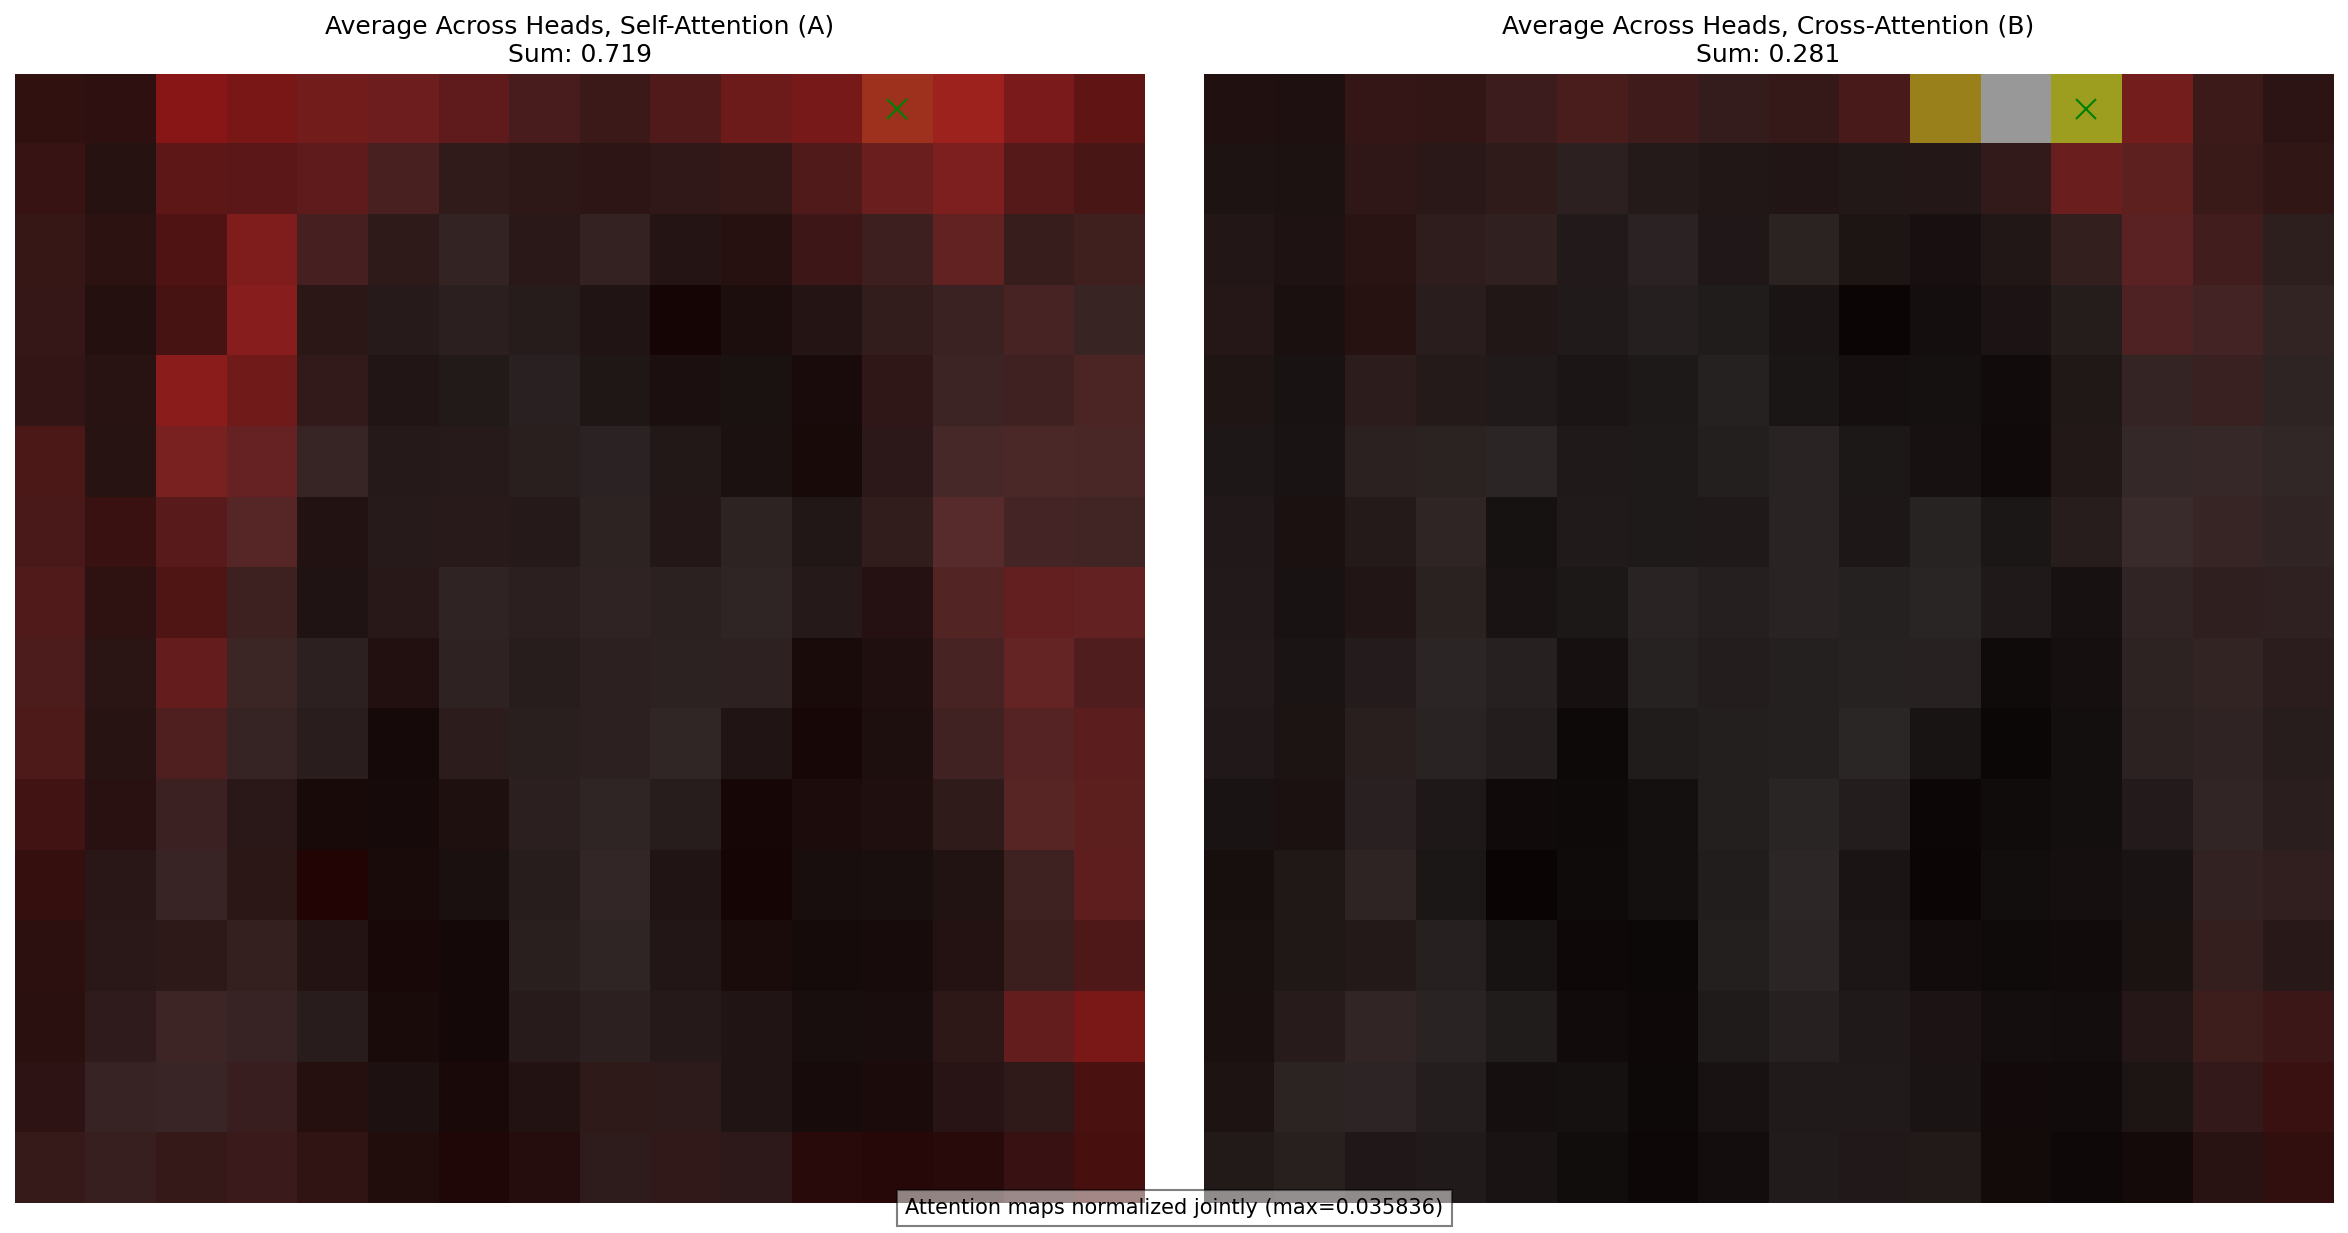 Average Across Heads, Self-Attention (A)
Sum: 0.719
Average Across Heads, Cross-Attention (B)
Sum: 0.281
Attention maps normalized jointly (max=0.035836)